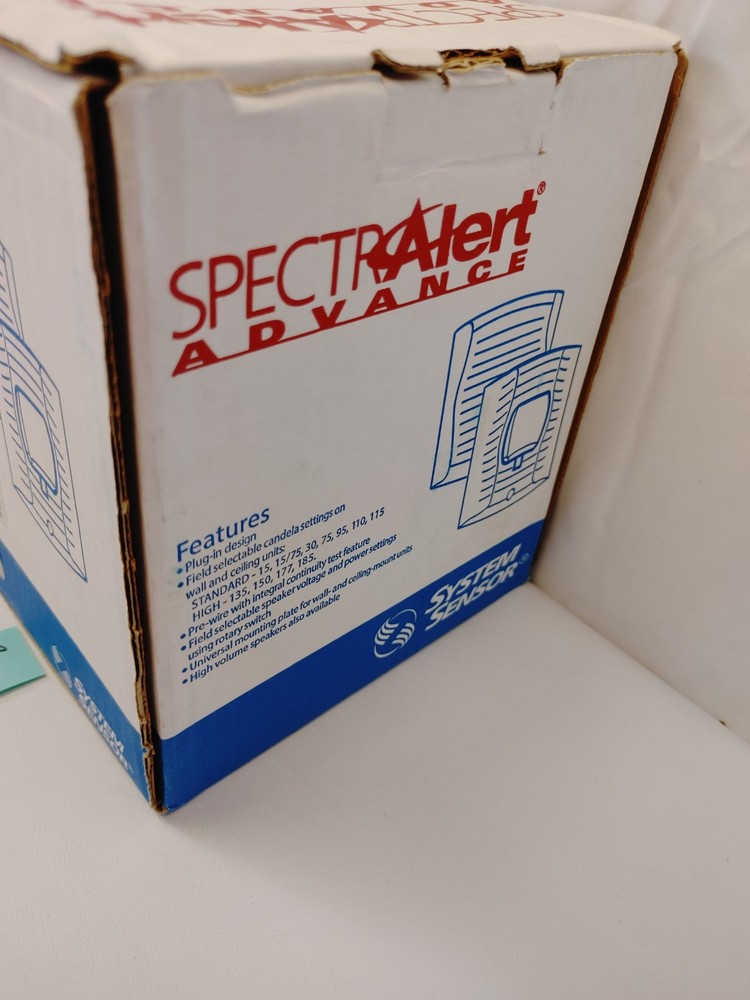 SPECTRAlert®
ADVANCE
Features
• Plug-in design
• Field selectable candela settings on
wall and ceiling units:
STANDARD - 15, 15/75, 30, 75, 95, 110, 115
HIGH - 135, 150, 177, 185.
• Pre-wire with integral continuity test feature
• Field selectable speaker voltage and power settings
using rotary switch
• Universal mounting plate for wall- and ceiling-mount units
• High volume speakers also available
SYSTEM
SENSOR®
SYSTEM
SENSOR